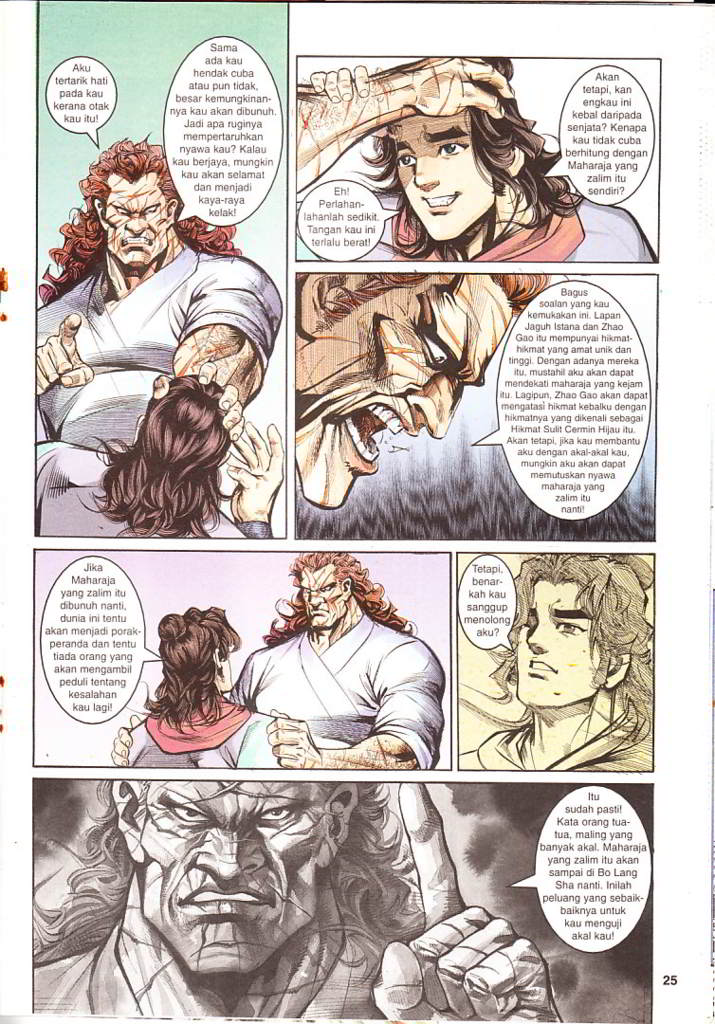 Aku
tertarik hati
pada kau
kerana otak
kau itu!
Sama
ada kau
hendak cuba
atau pun tidak,
besar kemungkinan-
nya kau akan dibunuh.
Jadi apa ruginya
mempertaruhkan
nyawa kau? Kalau
kau berjaya, mungkin
kau akan selamat
dan menjadi
kaya-raya
kelak!
Eh!
Perlahan-
lahanlah sedikit.
Tangan kau ini
terlalu berat!
Akan
tetapi, kan
engkau ini
kebal daripada
senjata? Kenapa
kau tidak cuba
berhitung dengan
Maharaja yang
zalim itu
sendiri?
Bagus
soalan yang kau
kemukakan ini. Lapan
Jaguh Istana dan Zhao
Gao itu mempunyai hikmat-
hikmat yang amat unik dan
tinggi. Dengan adanya mereka
itu, mustahil aku akan dapat
mendekati maharaja yang kejam
itu. Lagipun, Zhao Gao akan dapat
mengatasi hikmat kebalku dengan
hikmatnya yang dikenali sebagai
Hikmat Sulit Cermin Hijau itu.
Akan tetapi, jika kau membantu
aku dengan akal-akal kau,
mungkin aku akan dapat
memutuskan nyawa
maharaja yang
zalim itu
nanti!
Jika
Maharaja
yang zalim itu
dibunuh nanti,
dunia ini tentu
akan menjadi porak-
peranda dan tentu
tiada orang yang
akan mengambil
peduli tentang
kesalahan
kau lagi!
Tetapi,
benar-
kah kau
sanggup
menolong
aku?
Itu
sudah pasti!
Kata orang tua-
tua, maling yang
banyak akal. Maharaja
yang zalim itu akan
sampai di Bo Lang
Sha nanti. Inilah
peluang yang sebaik-
baiknya untuk
kau menguji
akal kau!
25